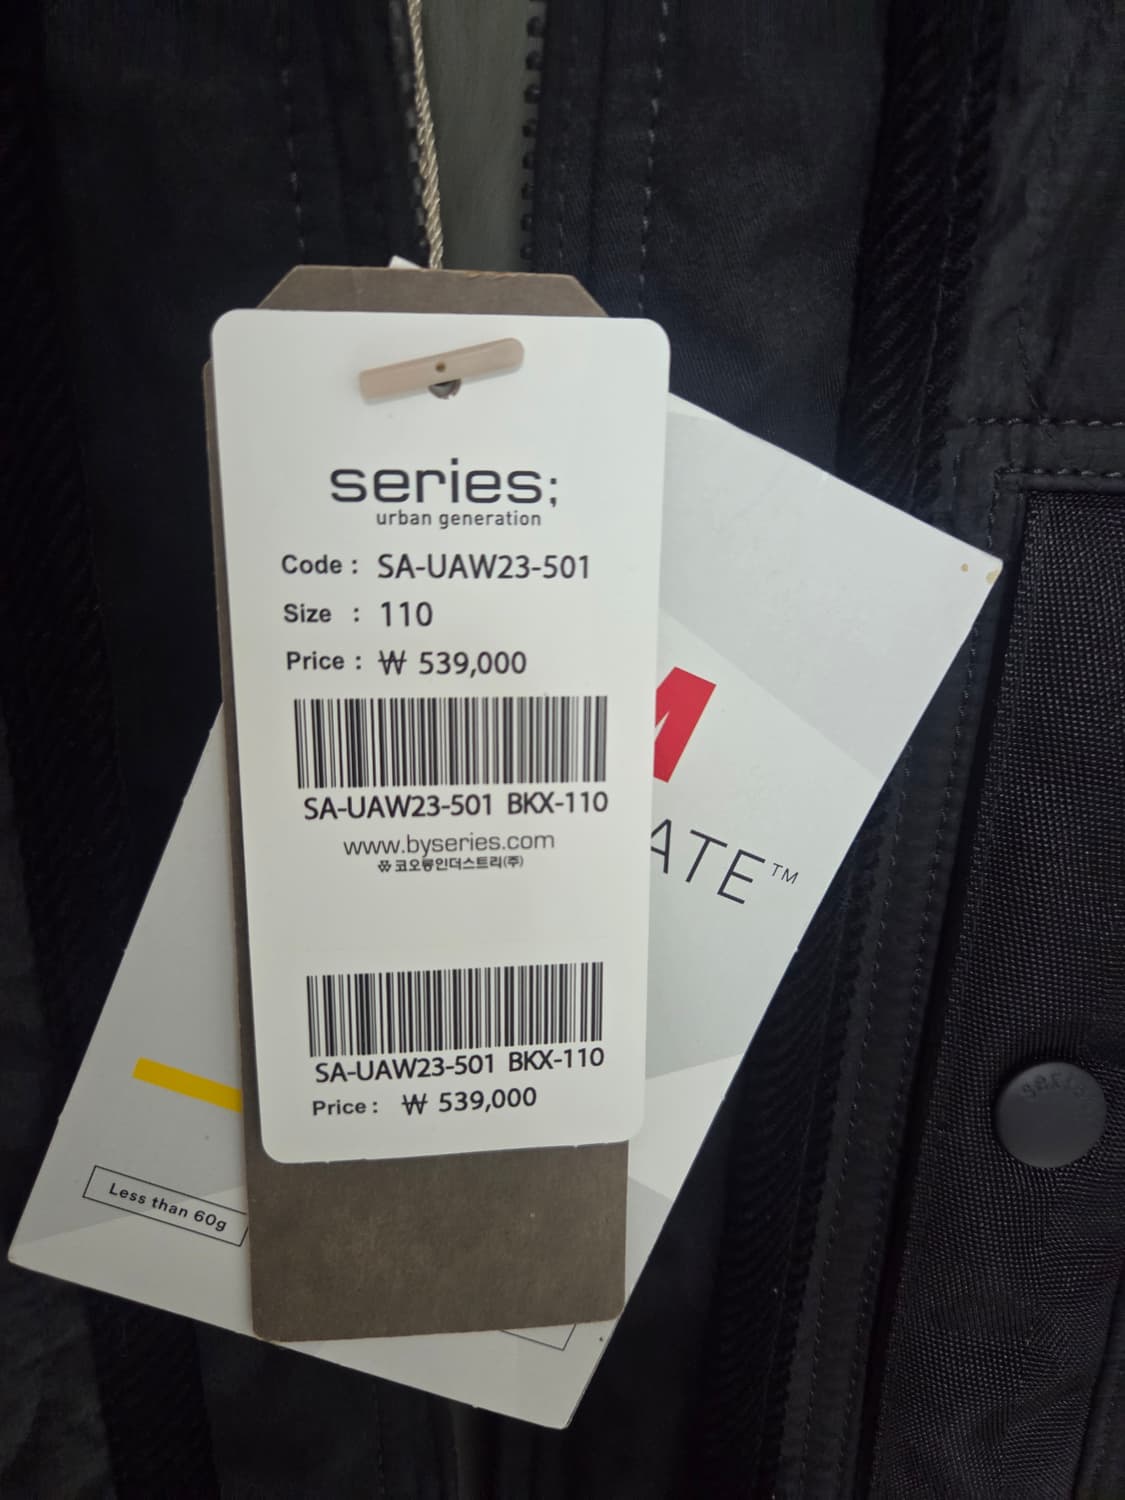 series;
urban generation
Code : SA-UAW23-501
Size : 110
Price : ₩ 539,000
SA-UAW23-501 BKX-110
www.byseries.com
코오롱인더스트리(주)
SA-UAW23-501 BKX-110
Price : ₩ 539,000
M
ATE™
Less than 60g